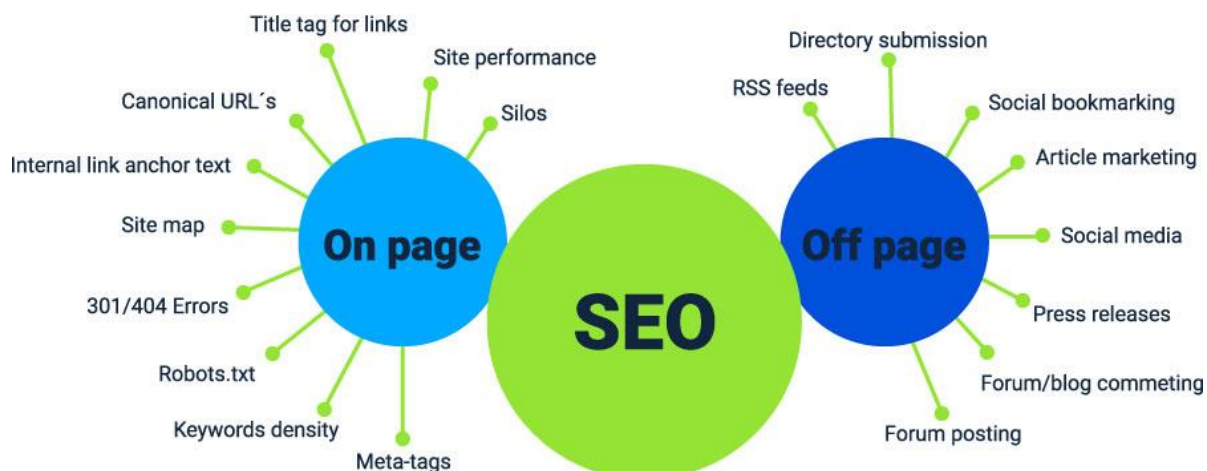 Title tag for links
Site performance
Canonical URL´s
Silos
Internal link anchor text
Site map
On page
301/404 Errors
Robots.txt
Keywords density
Meta-tags
SEO
Directory submission
RSS feeds
Social bookmarking
Article marketing
Off page
Social media
Press releases
Forum/blog commeting
Forum posting